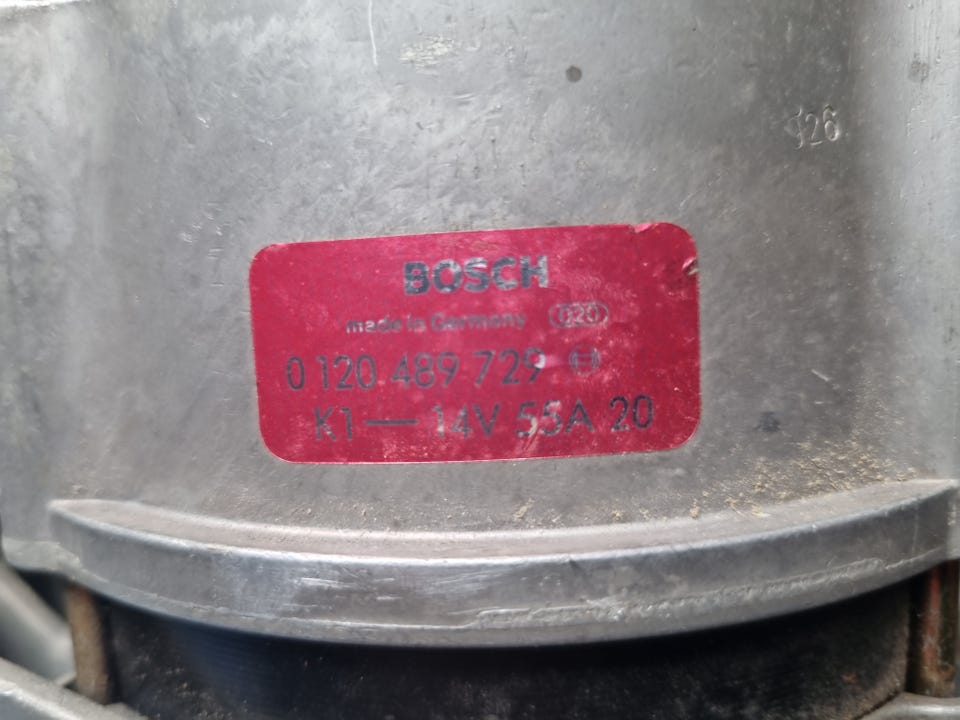 926
BOSCH
made in Germany 020
0 120 489 729
K1 — 14V 55A 20